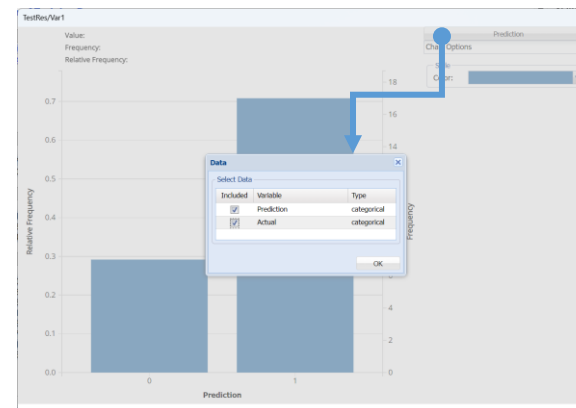 TestRes/Var1
Value:
Prediction
Frequency:
Chart Options
Relative Frequency:
Style
Color:
18
0.7
16
0.6
14
Data
Select Data
Included Variable Type
Prediction categorical
Actual categorical
OK
0.5
0.4
0.3
0.2
0.1
0.0
Relative Frequency
Frequency
6
4
2
0
0 1
Prediction